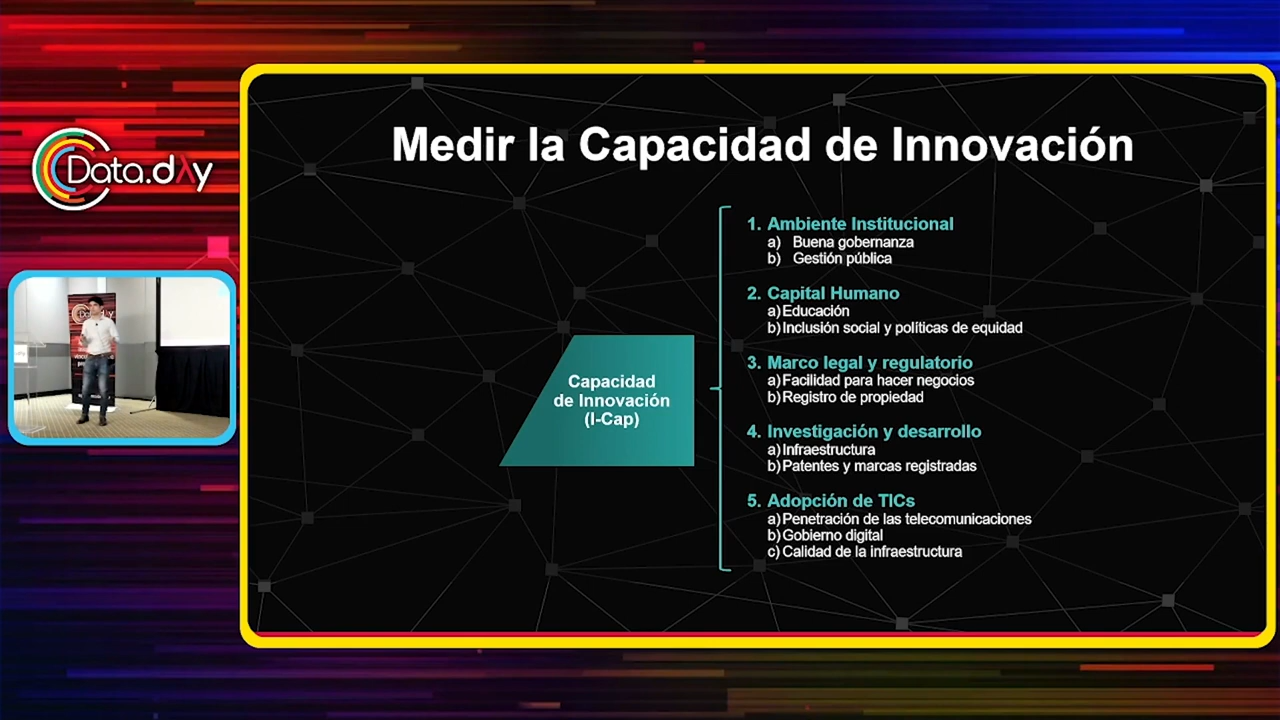 Medir la Capacidad de Innovación
Data.dAy
Capacidad
de Innovación
(I-Cap)
1. Ambiente Institucional
a) Buena gobernanza
b) Gestión pública
2. Capital Humano
a) Educación
b) Inclusión social y políticas de equidad
3. Marco legal y regulatorio
a) Facilidad para hacer negocios
b) Registro de propiedad
4. Investigación y desarrollo
a) Infraestructura
b) Patentes y marcas registradas
5. Adopción de TICs
a) Penetración de las telecomunicaciones
b) Gobierno digital
c) Calidad de la infraestructura